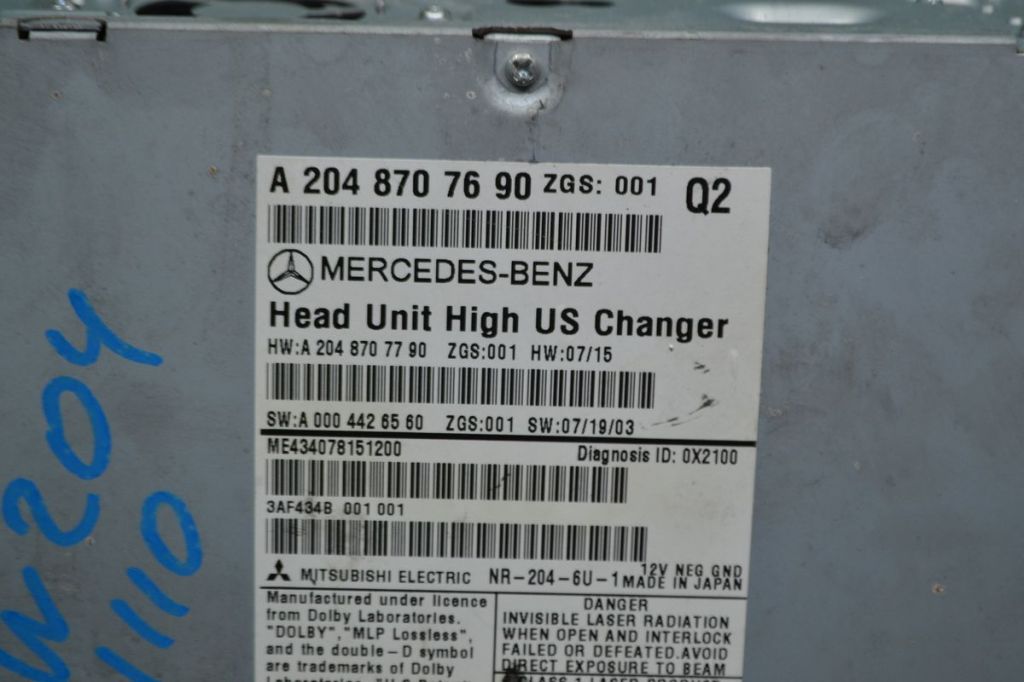 A 204 870 76 90 ZGS: 001 Q2
MERCEDES-BENZ
Head Unit High US Changer
HW:A 204 870 77 90 ZGS:001 HW:07/15
SW:A 000 442 65 60 ZGS:001 SW:07/19/03
ME434078151200 Diagnosis ID: 0X2100
3AF434B 001 001
MITSUBISHI ELECTRIC NR-204-6U-1 12V NEG GND
MADE IN JAPAN
Manufactured under licence
from Dolby Laboratories.
"DOLBY","MLP Lossless",
and the double-D symbol
are trademarks of Dolby
DANGER
INVISIBLE LASER RADIATION
WHEN OPEN AND INTERLOCK
FAILED OR DEFEATED.AVOID
DIRECT EXPOSURE TO BEAM
W204
1110